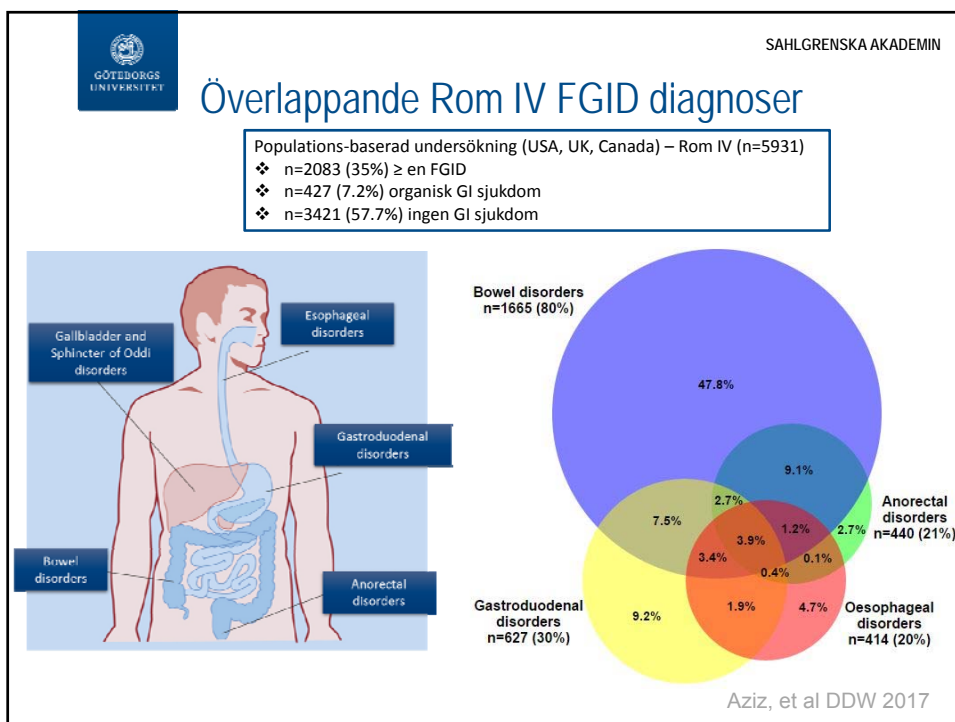 SAHLGRENSKA AKADEMIN
GÖTEBORGS
UNIVERSITET
Överlappande Rom IV FGID diagnoser
Populations-baserad undersökning (USA, UK, Canada) – Rom IV (n=5931)
❖ n=2083 (35%) ≥ en FGID
❖ n=427 (7.2%) organisk GI sjukdom
❖ n=3421 (57.7%) ingen GI sjukdom
Esophageal
disorders
Gallbladder and
Sphincter of Oddi
disorders
Gastroduodenal
disorders
Bowel
disorders
Anorectal
disorders
Bowel disorders
n=1665 (80%)
47.8%
9.1%
2.7%
7.5%
1.2%
2.7%
Anorectal
disorders
n=440 (21%)
3.9%
3.4%
0.1%
0.4%
Gastroduodenal
disorders
n=627 (30%)
9.2%
1.9%
4.7%
Oesophageal
disorders
n=414 (20%)
Aziz, et al DDW 2017